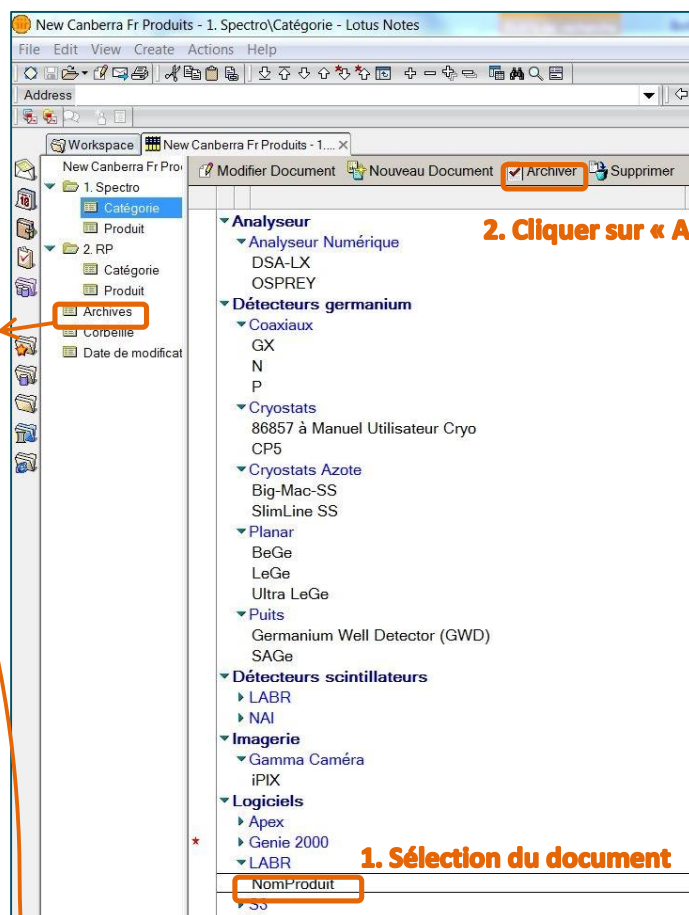 New Canberra Fr Produits - 1. Spectro\Catégorie - Lotus Notes
File Edit View Create Actions Help
Address
Workspace New Canberra Fr Produits - 1....
New Canberra Fr Pro
1. Spectro
Catégorie
Produit
2. RP
Catégorie
Produit
Archives
Corbeille
Date de modificat
Modifier Document Nouveau Document Archiver Supprimer
2. Cliquer sur « A
Analyseur
Analyseur Numérique
DSA-LX
OSPREY
Détecteurs germanium
Coaxiaux
GX
N
P
Cryostats
86857 à Manuel Utilisateur Cryo
CP5
Cryostats Azote
Big-Mac-SS
SlimLine SS
Planar
BeGe
LeGe
Ultra LeGe
Puits
Germanium Well Detector (GWD)
SAGe
Détecteurs scintillateurs
LABR
NAI
Imagerie
Gamma Caméra
iPIX
Logiciels
Apex
* Genie 2000
LABR
1. Sélection du document
NomProduit
S3